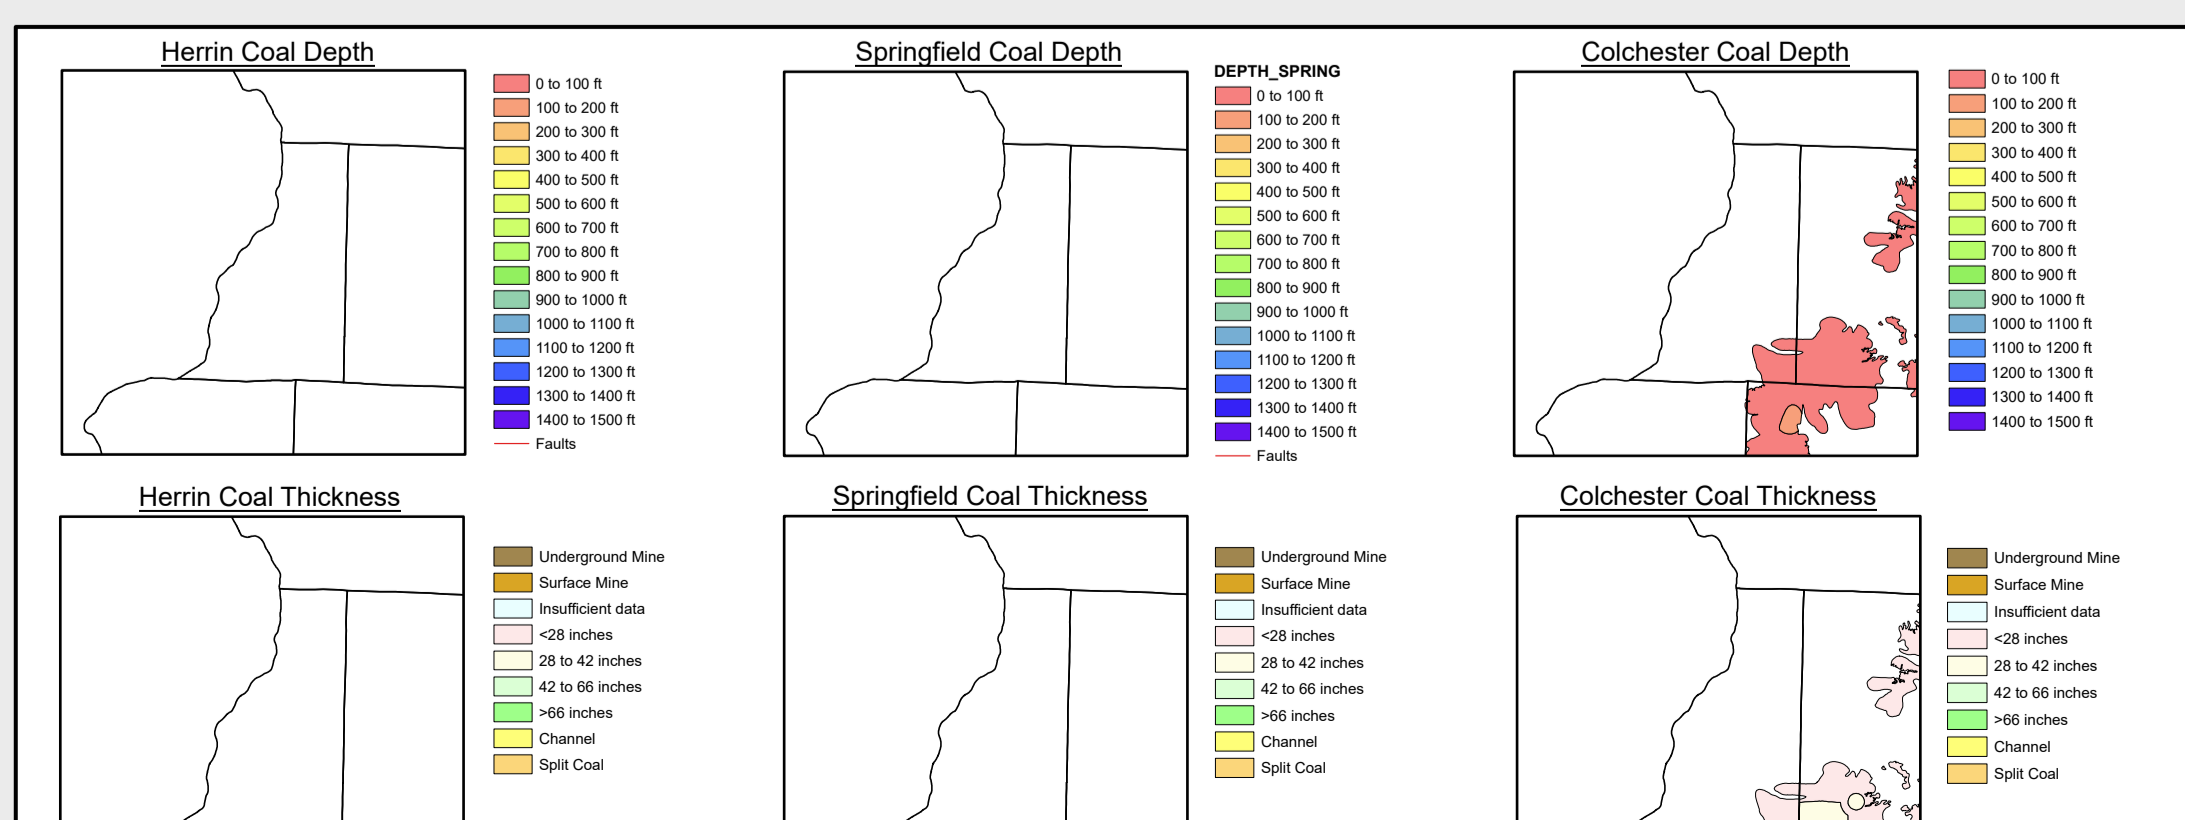 Herrin Coal Depth
0 to 100 ft
100 to 200 ft
200 to 300 ft
300 to 400 ft
400 to 500 ft
500 to 600 ft
600 to 700 ft
700 to 800 ft
800 to 900 ft
900 to 1000 ft
1000 to 1100 ft
1100 to 1200 ft
1200 to 1300 ft
1300 to 1400 ft
1400 to 1500 ft
Faults
Springfield Coal Depth
DEPTH_SPRING
0 to 100 ft
100 to 200 ft
200 to 300 ft
300 to 400 ft
400 to 500 ft
500 to 600 ft
600 to 700 ft
700 to 800 ft
800 to 900 ft
900 to 1000 ft
1000 to 1100 ft
1100 to 1200 ft
1200 to 1300 ft
1300 to 1400 ft
1400 to 1500 ft
Faults
Colchester Coal Depth
0 to 100 ft
100 to 200 ft
200 to 300 ft
300 to 400 ft
400 to 500 ft
500 to 600 ft
600 to 700 ft
700 to 800 ft
800 to 900 ft
900 to 1000 ft
1000 to 1100 ft
1100 to 1200 ft
1200 to 1300 ft
1300 to 1400 ft
1400 to 1500 ft
Herrin Coal Thickness
Underground Mine
Surface Mine
Insufficient data
<28 inches
28 to 42 inches
42 to 66 inches
>66 inches
Channel
Split Coal
Springfield Coal Thickness
Underground Mine
Surface Mine
Insufficient data
<28 inches
28 to 42 inches
42 to 66 inches
>66 inches
Channel
Split Coal
Colchester Coal Thickness
Underground Mine
Surface Mine
Insufficient data
<28 inches
28 to 42 inches
42 to 66 inches
>66 inches
Channel
Split Coal